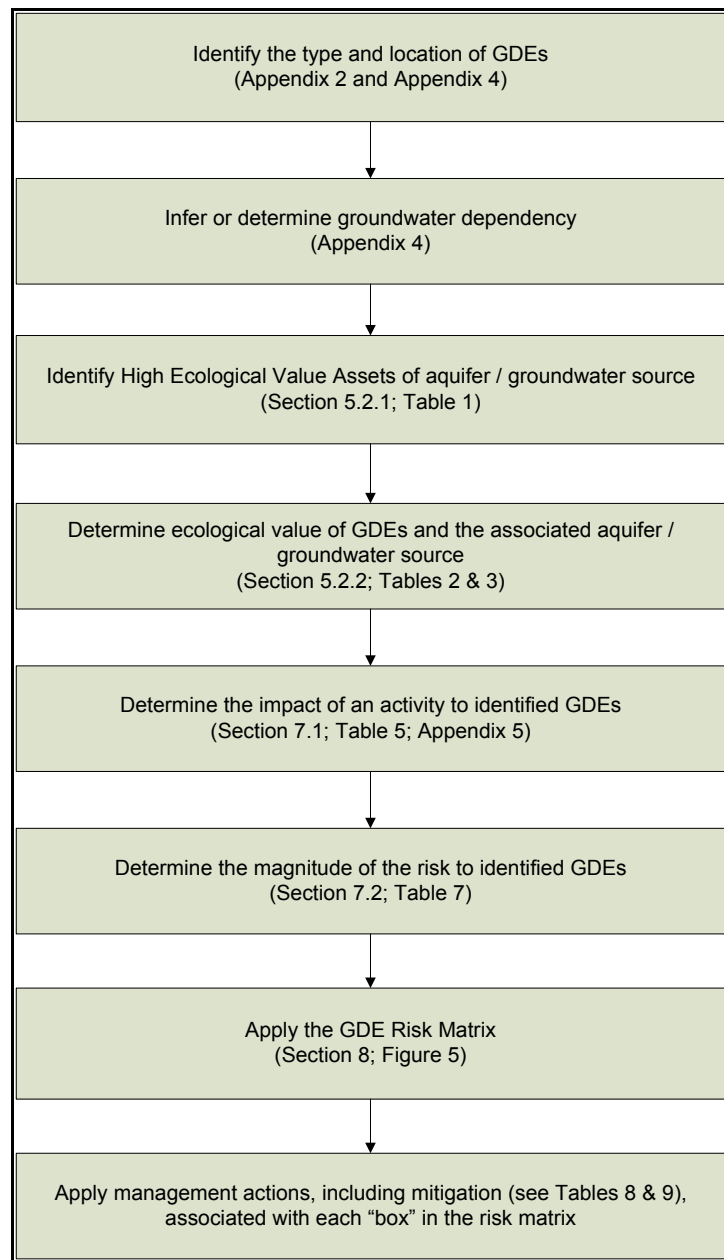 Identify the type and location of GDEs
(Appendix 2 and Appendix 4)
Infer or determine groundwater dependency
(Appendix 4)
Identify High Ecological Value Assets of aquifer / groundwater source
(Section 5.2.1; Table 1)
Determine ecological value of GDEs and the associated aquifer /
groundwater source
(Section 5.2.2; Tables 2 & 3)
Determine the impact of an activity to identified GDEs
(Section 7.1; Table 5; Appendix 5)
Determine the magnitude of the risk to identified GDEs
(Section 7.2; Table 7)
Apply the GDE Risk Matrix
(Section 8; Figure 5)
Apply management actions, including mitigation (see Tables 8 & 9),
associated with each “box” in the risk matrix